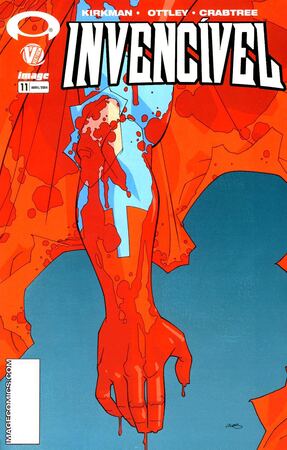 KIRKMAN • OTTLEY • CRABTREE
INVENCÍVEL
image
11
IMAGECOMICS.COM